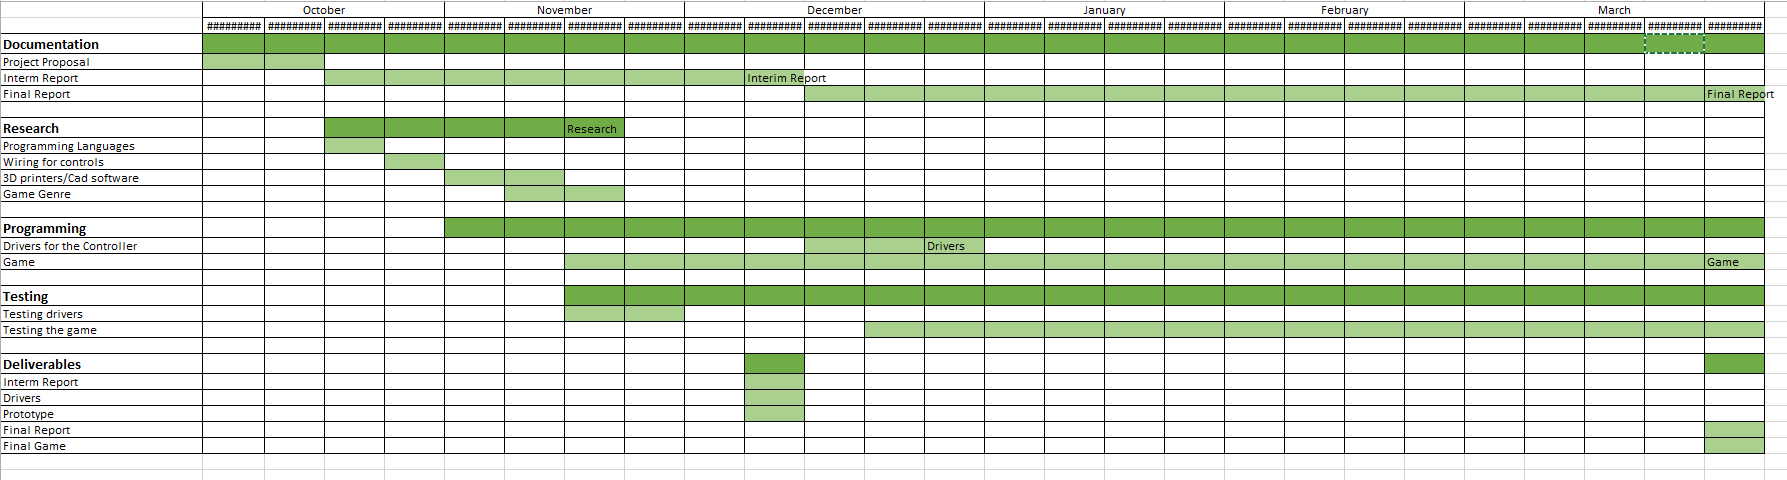 October November December January February March
######### ######### ######### ######### ######### ######### ######### ######### ######### ######### ######### ######### ######### ######### ######### ######### ######### ######### ######### ######### ######### ######### ######### ######### ######### #########
Documentation
Project Proposal
Interm Report Interim Report
Final Report Final Report
Research Research
Programming Languages
Wiring for controls
3D printers/Cad software
Game Genre
Programming
Drivers for the Controller Drivers
Game Game
Testing
Testing drivers
Testing the game
Deliverables
Interm Report
Drivers
Prototype
Final Report
Final Game